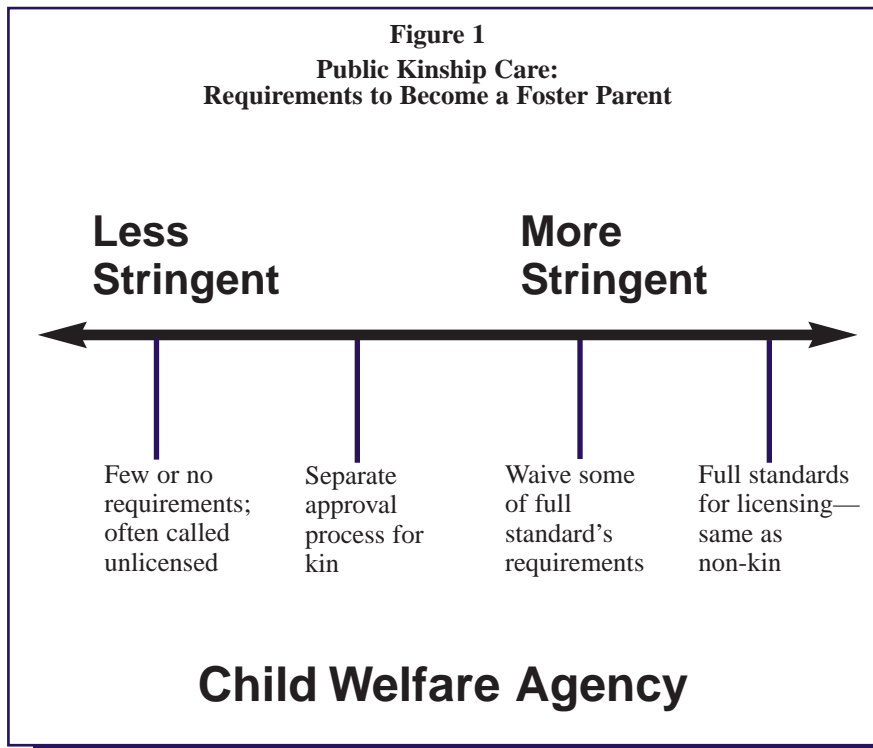 Figure 1
Public Kinship Care:
Requirements to Become a Foster Parent
Less
Stringent
More
Stringent
Few or no
requirements;
often called
unlicensed
Separate
approval
process for
kin
Waive some
of full
standard's
requirements
Full standards
for licensing—
same as
non-kin
Child Welfare Agency